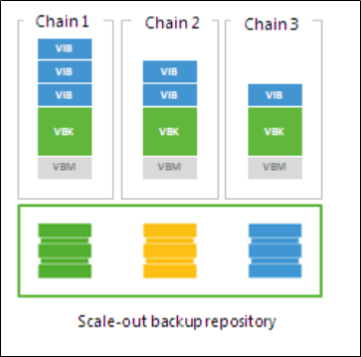 Chain 1
Chain 2
Chain 3
VIB
VIB
VIB
VBK
VBM
VIB
VIB
VBK
VBM
VIB
VBK
VBM
Scale-out backup repository